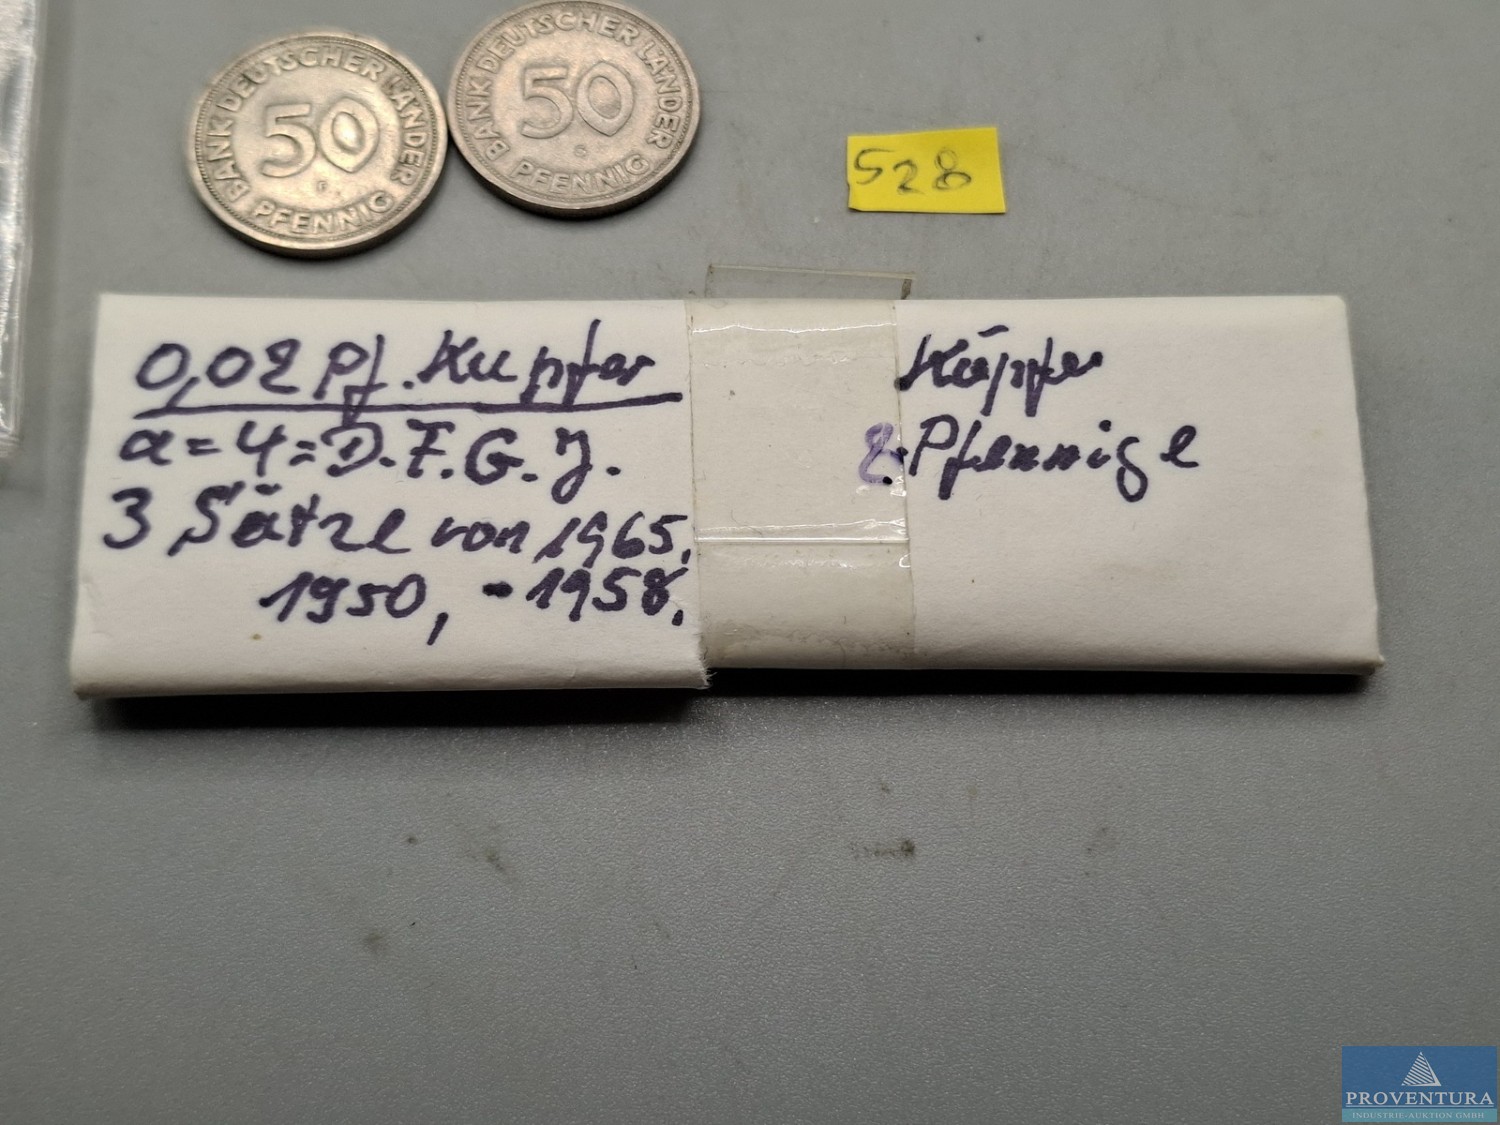 BANK DEUTSCHER LÄNDER
50
F
PFENNIG
BANK DEUTSCHER LÄNDER
50
G
PFENNIG
528
0,02 Pf. Kupfer
a = 4 = D. F. G. J.
3 Sätze von 1965,
1950, - 1958.
Küpfer
2. Pfennige
PROVENTURA
INDUSTRIE-AUKTION GMBH